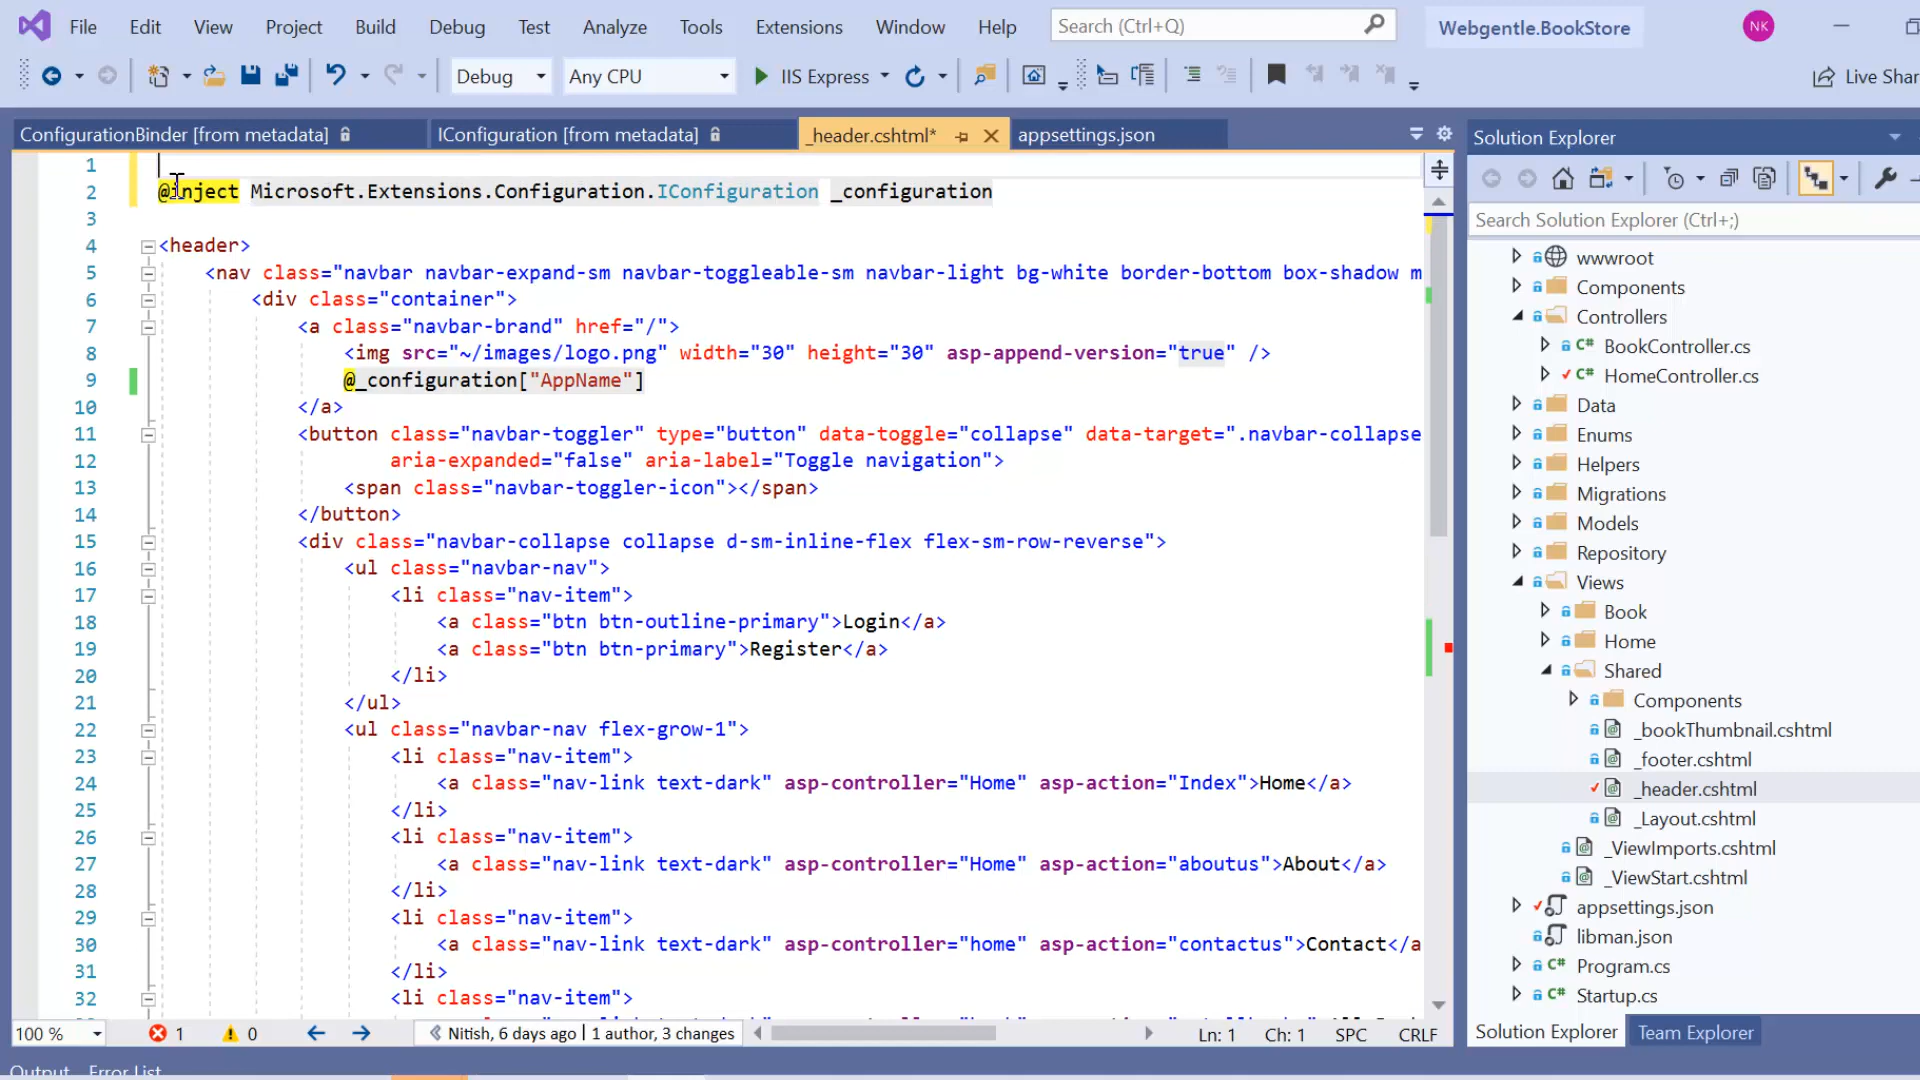 File Edit View Project Build Debug Test Analyze Tools Extensions Window Help Search (Ctrl+Q) Webgentle.BookStore NK
Debug Any CPU IIS Express Live Shar
ConfigurationBinder [from metadata] IConfiguration [from metadata] _header.cshtml* appsettings.json
1
2 @inject Microsoft.Extensions.Configuration.IConfiguration _configuration
3
4 <header>
5 <nav class="navbar navbar-expand-sm navbar-toggleable-sm navbar-light bg-white border-bottom box-shadow m
6 <div class="container">
7 <a class="navbar-brand" href="/">
8 <img src="~/images/logo.png" width="30" height="30" asp-append-version="true" />
9 @_configuration["AppName"]
10 </a>
11 <button class="navbar-toggler" type="button" data-toggle="collapse" data-target=".navbar-collapse
12 aria-expanded="false" aria-label="Toggle navigation">
13 <span class="navbar-toggler-icon"></span>
14 </button>
15 <div class="navbar-collapse collapse d-sm-inline-flex flex-sm-row-reverse">
16 <ul class="navbar-nav">
17 <li class="nav-item">
18 <a class="btn btn-outline-primary">Login</a>
19 <a class="btn btn-primary">Register</a>
20 </li>
21 </ul>
22 <ul class="navbar-nav flex-grow-1">
23 <li class="nav-item">
24 <a class="nav-link text-dark" asp-controller="Home" asp-action="Index">Home</a>
25 </li>
26 <li class="nav-item">
27 <a class="nav-link text-dark" asp-controller="Home" asp-action="aboutus">About</a>
28 </li>
29 <li class="nav-item">
30 <a class="nav-link text-dark" asp-controller="home" asp-action="contactus">Contact</a
31 </li>
32 <li class="nav-item">
100 % 1 0 Nitish, 6 days ago | 1 author, 3 changes Ln: 1 Ch: 1 SPC CRLF
Output Error List
Solution Explorer
Search Solution Explorer (Ctrl+;)
wwwroot
Components
Controllers
C# BookController.cs
C# HomeController.cs
Data
Enums
Helpers
Migrations
Models
Repository
Views
Book
Home
Shared
Components
_bookThumbnail.cshtml
_footer.cshtml
_header.cshtml
_Layout.cshtml
_ViewImports.cshtml
_ViewStart.cshtml
appsettings.json
libman.json
C# Program.cs
C# Startup.cs
Solution Explorer Team Explorer